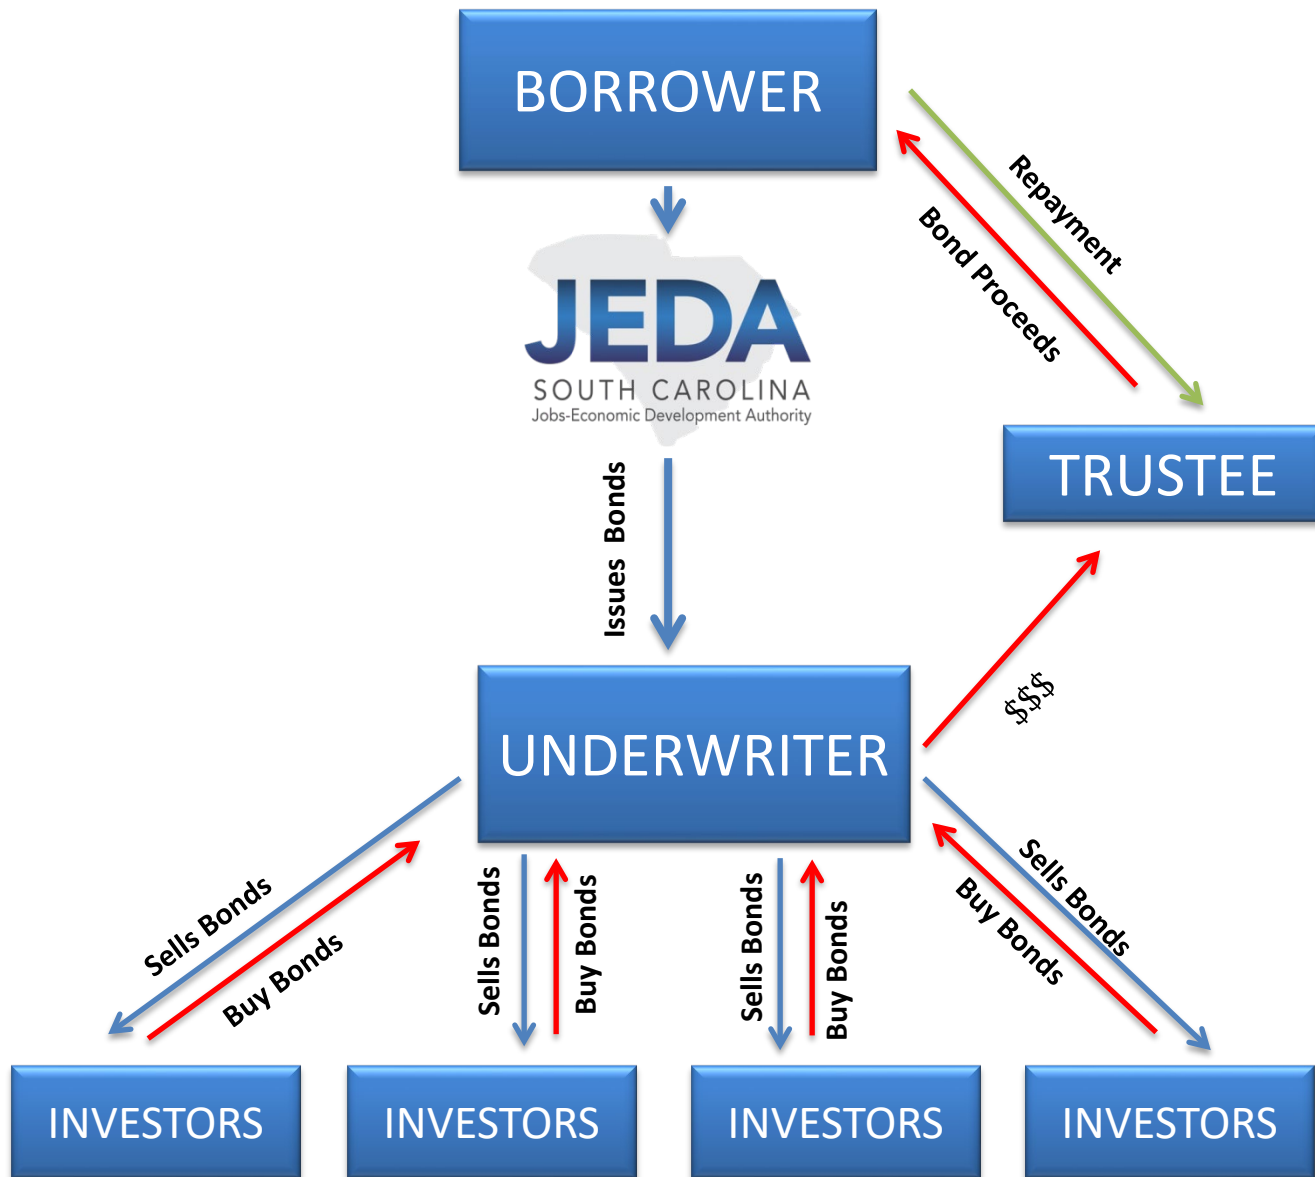 BORROWER
Repayment
Bond Proceeds
JEDA
SOUTH CAROLINA
Jobs-Economic Development Authority
TRUSTEE
Issues Bonds
$$$
UNDERWRITER
Sells Bonds
Buy Bonds
Sells Bonds
Buy Bonds
Sells Bonds
Buy Bonds
Sells Bonds
Buy Bonds
INVESTORS
INVESTORS
INVESTORS
INVESTORS